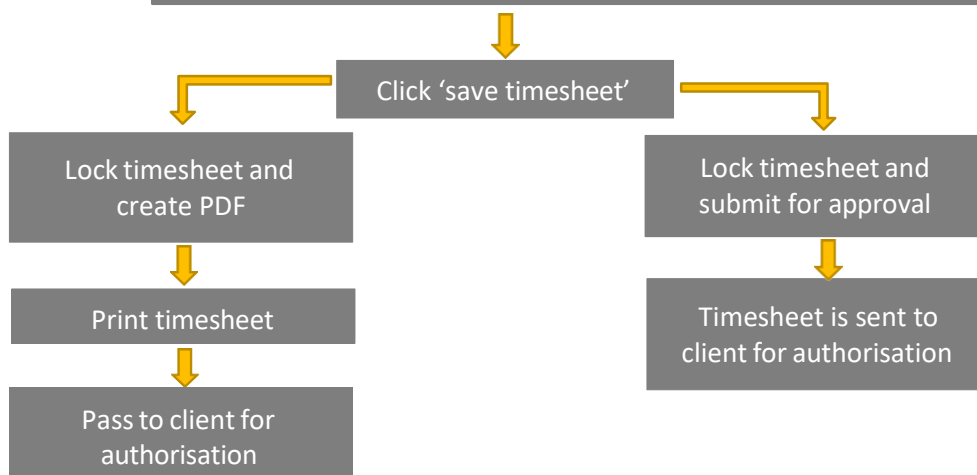 Click ‘save timesheet’
Lock timesheet and
create PDF
Print timesheet
Pass to client for
authorisation
Lock timesheet and
submit for approval
Timesheet is sent to
client for authorisation